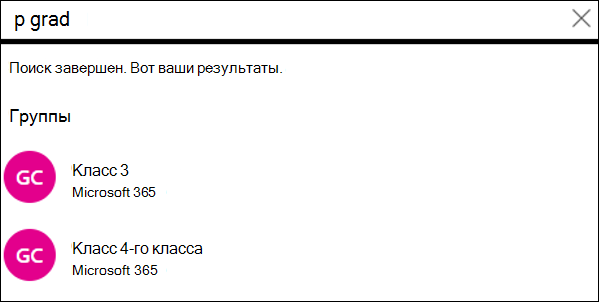 p grad
Поиск завершен. Вот ваши результаты.
Группы
GC
Класс 3
Microsoft 365
GC
Класс 4-го класса
Microsoft 365